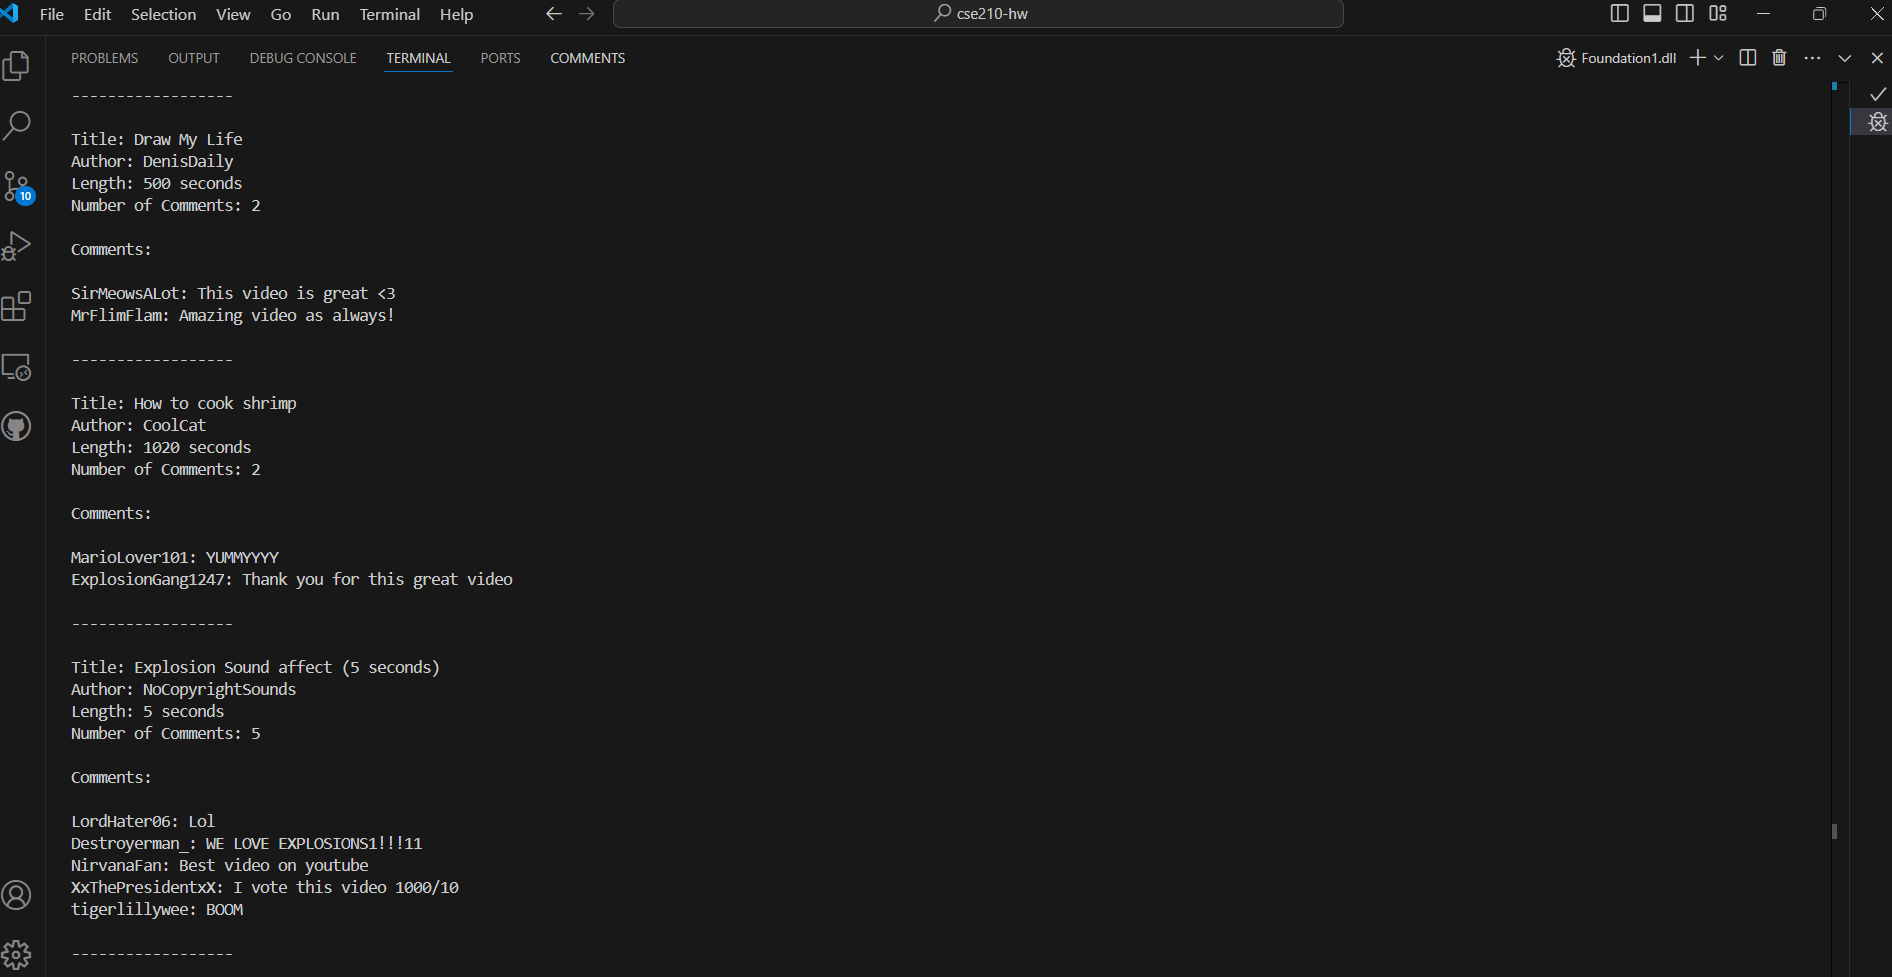 File Edit Selection View Go Run Terminal Help
cse210-hw
PROBLEMS OUTPUT DEBUG CONSOLE TERMINAL PORTS COMMENTS
Foundation1.dll
------------------
Title: Draw My Life
Author: DenisDaily
Length: 500 seconds
Number of Comments: 2
Comments:
SirMeowsALot: This video is great <3
MrFlimFlam: Amazing video as always!
------------------
Title: How to cook shrimp
Author: CoolCat
Length: 1020 seconds
Number of Comments: 2
Comments:
MarioLover101: YUMMYYYY
ExplosionGang1247: Thank you for this great video
------------------
Title: Explosion Sound affect (5 seconds)
Author: NoCopyrightSounds
Length: 5 seconds
Number of Comments: 5
Comments:
LordHater06: Lol
Destroyerman_: WE LOVE EXPLOSIONS1!!!11
NirvanaFan: Best video on youtube
XxThePresidentxX: I vote this video 1000/10
tigerlillywee: BOOM
------------------
10